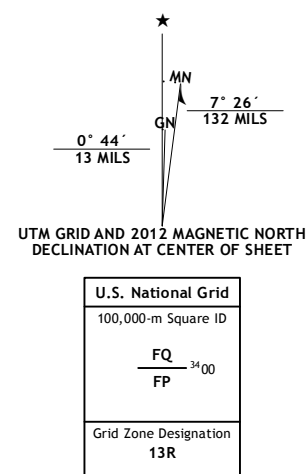 MN
GN
7° 26´
132 MILS
0° 44´
13 MILS
UTM GRID AND 2012 MAGNETIC NORTH
DECLINATION AT CENTER OF SHEET
U.S. National Grid
100,000-m Square ID
FQ
3400
FP
Grid Zone Designation
13R